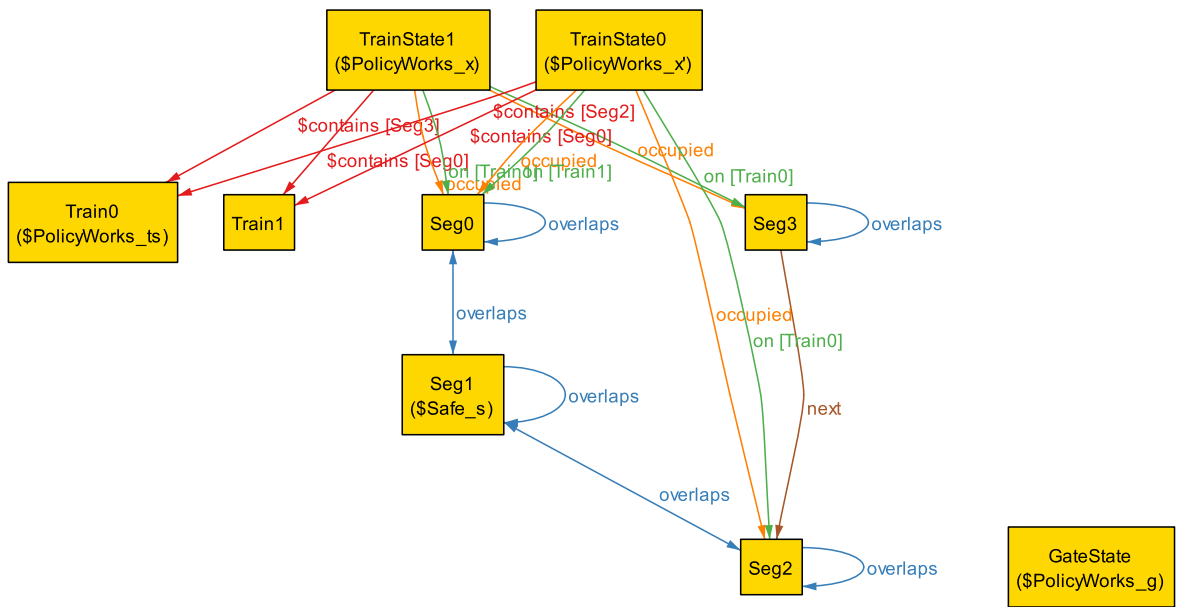 TrainState1
($PolicyWorks_x)
TrainState0
($PolicyWorks_x')
$contains [Seg2]
$contains [Seg3]
$contains [Seg0]
occupied
$contains [Seg0]
occupied
on [Train1]
on [Train1]
on [Train0]
occupied
Train0
($PolicyWorks_ts)
Train1
Seg0
overlaps
Seg3
overlaps
overlaps
occupied
on [Train0]
Seg1
($Safe_s)
overlaps
next
overlaps
Seg2
overlaps
GateState
($PolicyWorks_g)